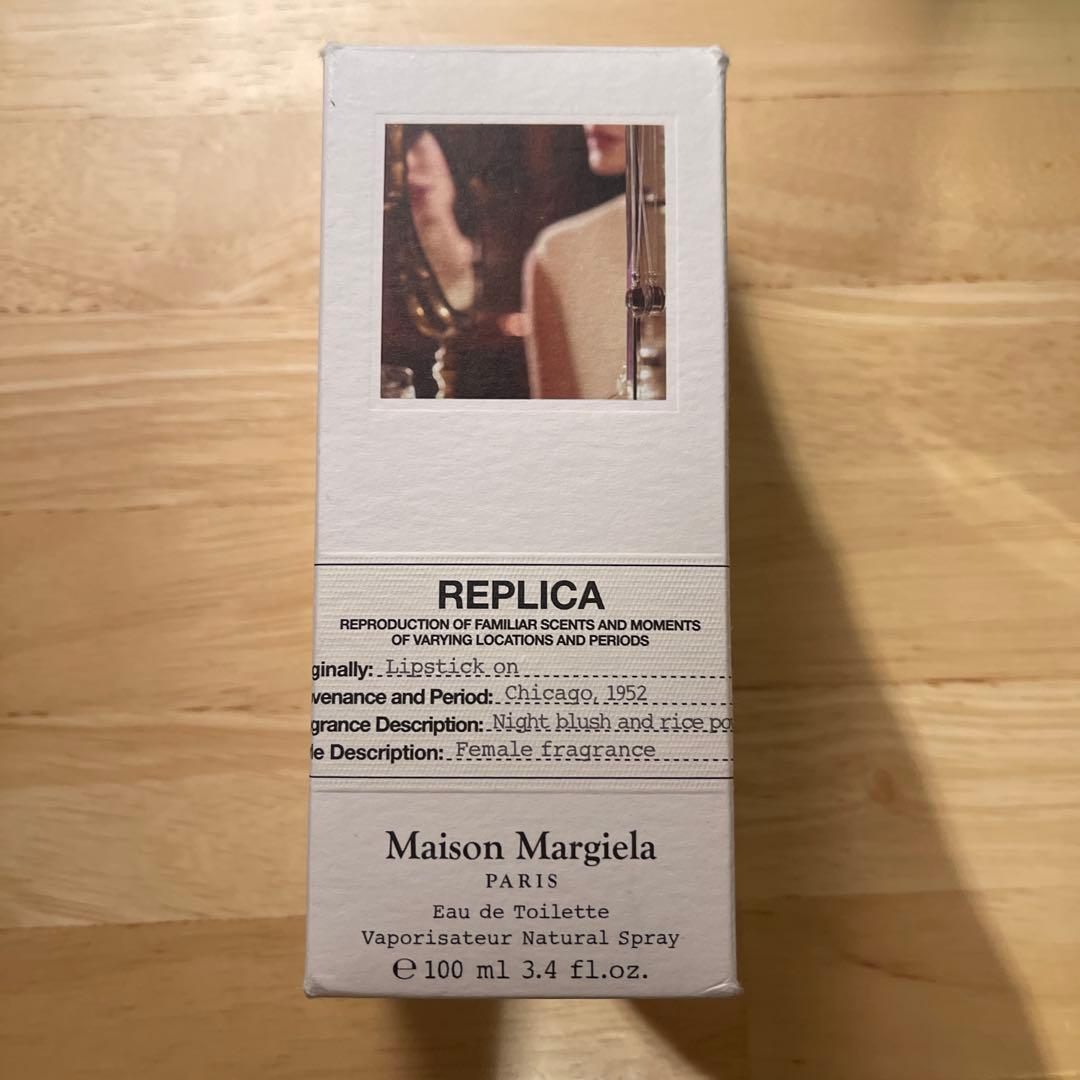 REPLICA
REPRODUCTION OF FAMILIAR SCENTS AND MOMENTS
OF VARYING LOCATIONS AND PERIODS
ginally: Lipstick on
venance and Period: Chicago, 1952
grance Description: Night blush and rice po
le Description: Female fragrance
Maison Margiela
PARIS
Eau de Toilette
Vaporisateur Natural Spray
℮ 100 ml 3.4 fl.oz.